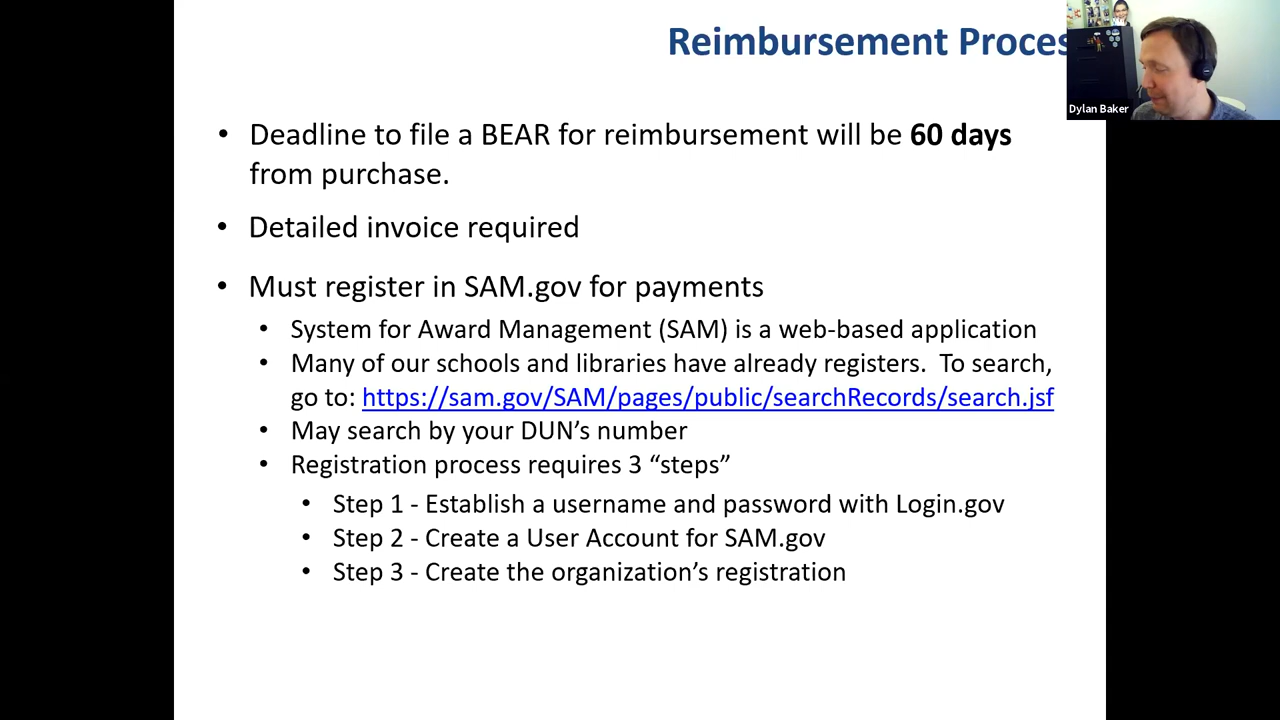 Reimbursement Proces
Dylan Baker
• Deadline to file a BEAR for reimbursement will be 60 days
from purchase.
• Detailed invoice required
• Must register in SAM.gov for payments
• System for Award Management (SAM) is a web-based application
• Many of our schools and libraries have already registers.  To search,
go to: https://sam.gov/SAM/pages/public/searchRecords/search.jsf
• May search by your DUN’s number
• Registration process requires 3 “steps”
• Step 1 - Establish a username and password with Login.gov
• Step 2 - Create a User Account for SAM.gov
• Step 3 - Create the organization’s registration